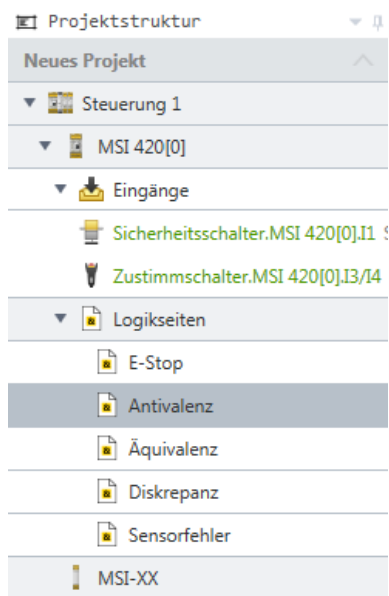 Projektstruktur
Neues Projekt
Steuerung 1
MSI 420[0]
Eingänge
Sicherheitsschalter.MSI 420[0].I1 S
Zustimmschalter.MSI 420[0].I3/I4
Logikseiten
E-Stop
Antivalenz
Äquivalenz
Diskrepanz
Sensorfehler
MSI-XX